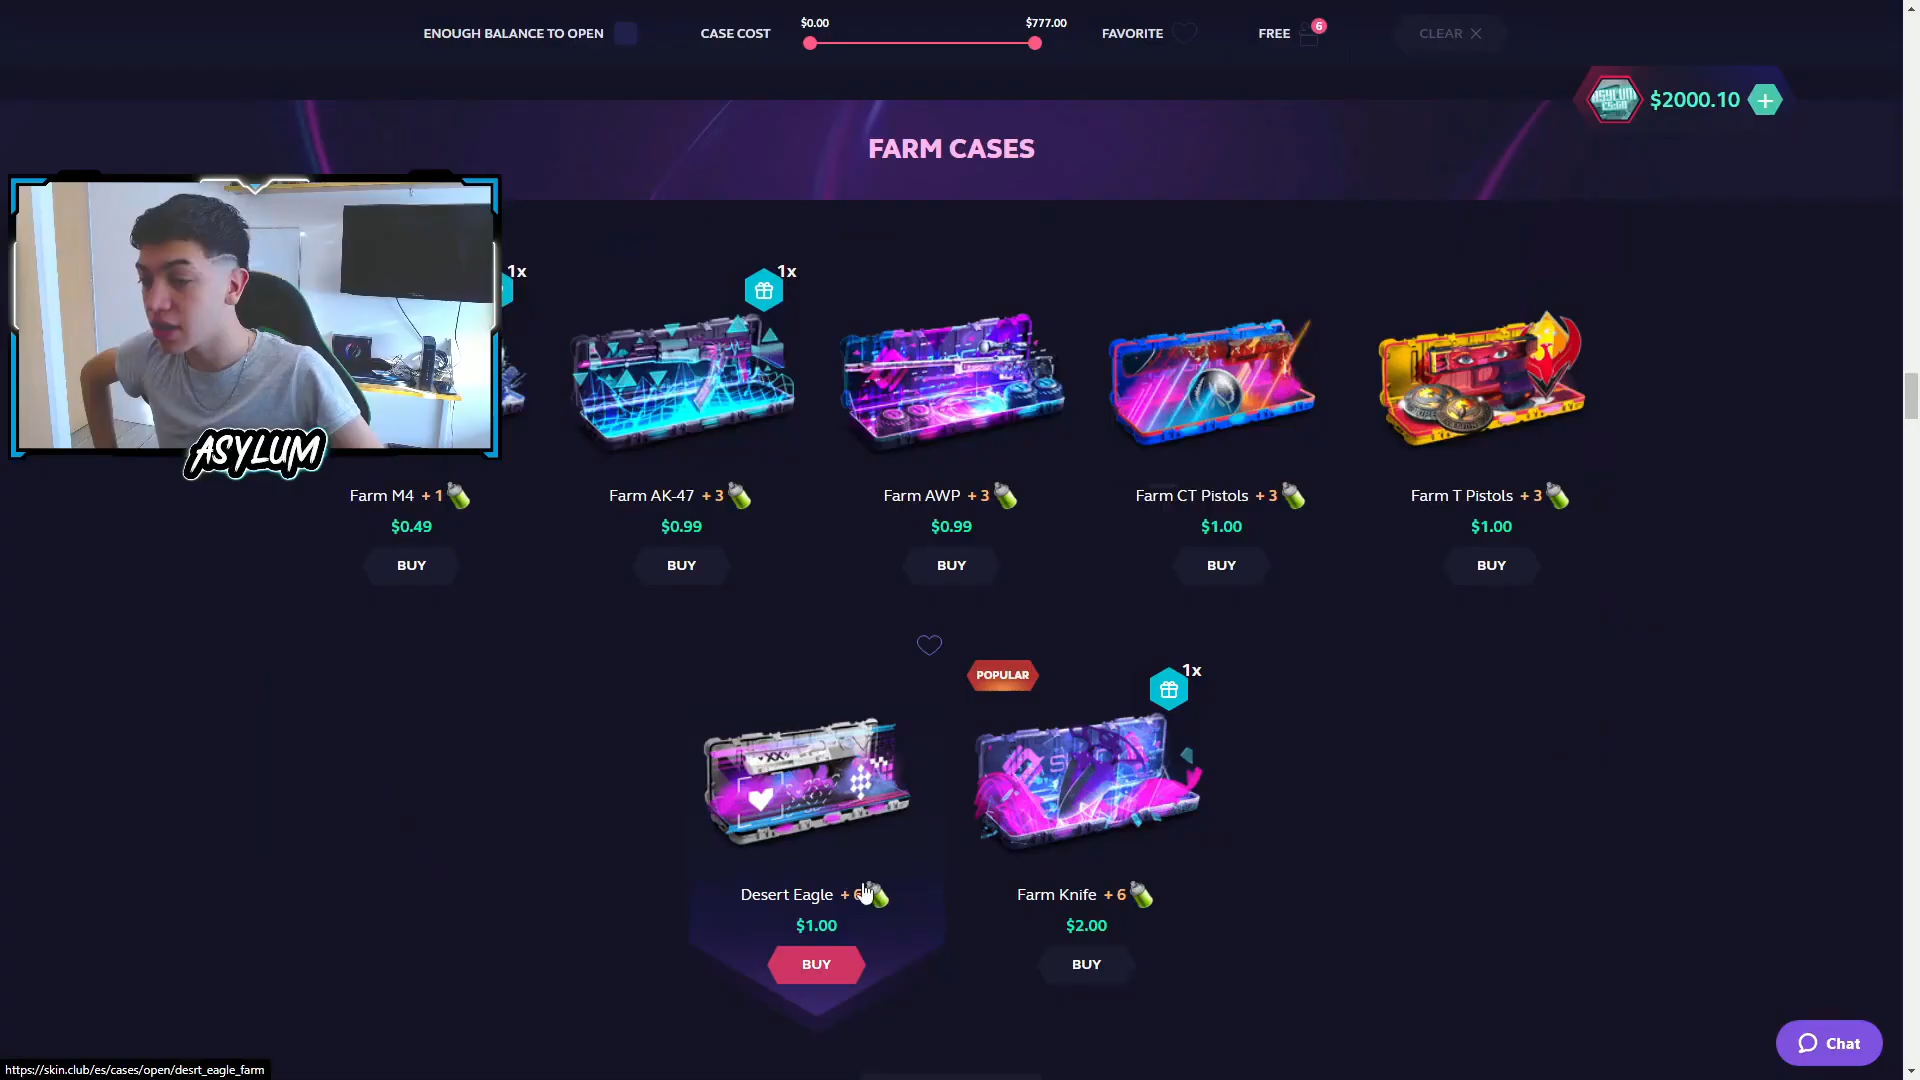 ENOUGH BALANCE TO OPEN
CASE COST
$0.00
$777.00
FAVORITE
FREE
6
CLEAR
$2000.10
FARM CASES
1x
1x
ASYLUM
Farm M4 + 1
$0.49
BUY
Farm AK-47 + 3
$0.99
BUY
Farm AWP + 3
$0.99
BUY
Farm CT Pistols + 3
$1.00
BUY
Farm T Pistols + 3
$1.00
BUY
POPULAR
1x
Desert Eagle + 6
$1.00
BUY
Farm Knife + 6
$2.00
BUY
Chat
https://skin.club/es/cases/open/desrt_eagle_farm